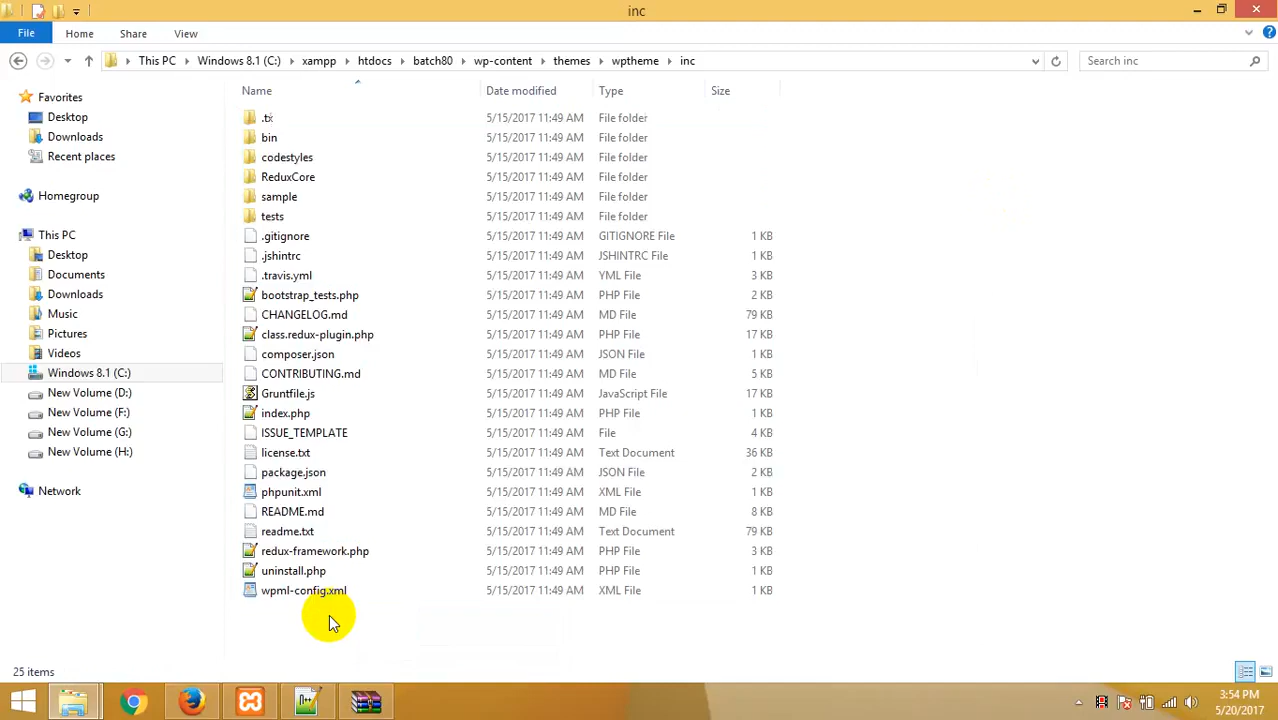 inc
File Home Share View
This PC Windows 8.1 (C:) xampp htdocs batch80 wp-content themes wptheme inc Search inc
Name Date modified Type Size
Favorites
Desktop
Downloads
Recent places
Homegroup
This PC
Desktop
Documents
Downloads
Music
Pictures
Videos
Windows 8.1 (C:)
New Volume (D:)
New Volume (F:)
New Volume (G:)
New Volume (H:)
Network
.tx 5/15/2017 11:49 AM File folder
bin 5/15/2017 11:49 AM File folder
codestyles 5/15/2017 11:49 AM File folder
ReduxCore 5/15/2017 11:49 AM File folder
sample 5/15/2017 11:49 AM File folder
tests 5/15/2017 11:49 AM File folder
.gitignore 5/15/2017 11:49 AM GITIGNORE File 1 KB
.jshintrc 5/15/2017 11:49 AM JSHINTRC File 1 KB
.travis.yml 5/15/2017 11:49 AM YML File 3 KB
bootstrap_tests.php 5/15/2017 11:49 AM PHP File 2 KB
CHANGELOG.md 5/15/2017 11:49 AM MD File 79 KB
class.redux-plugin.php 5/15/2017 11:49 AM PHP File 17 KB
composer.json 5/15/2017 11:49 AM JSON File 1 KB
CONTRIBUTING.md 5/15/2017 11:49 AM MD File 5 KB
Gruntfile.js 5/15/2017 11:49 AM JavaScript File 17 KB
index.php 5/15/2017 11:49 AM PHP File 1 KB
ISSUE_TEMPLATE 5/15/2017 11:49 AM File 4 KB
license.txt 5/15/2017 11:49 AM Text Document 36 KB
package.json 5/15/2017 11:49 AM JSON File 2 KB
phpunit.xml 5/15/2017 11:49 AM XML File 1 KB
README.md 5/15/2017 11:49 AM MD File 8 KB
readme.txt 5/15/2017 11:49 AM Text Document 79 KB
redux-framework.php 5/15/2017 11:49 AM PHP File 3 KB
uninstall.php 5/15/2017 11:49 AM PHP File 1 KB
wpml-config.xml 5/15/2017 11:49 AM XML File 1 KB
25 items
3:54 PM
5/20/2017